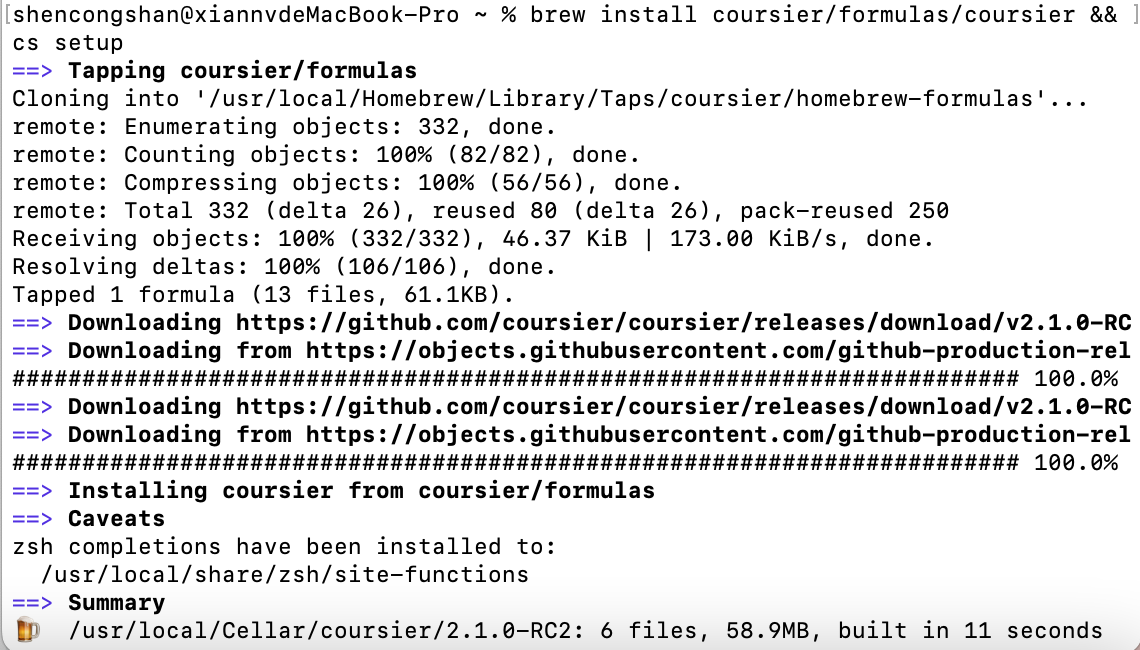 [shencongshan@xiannvdeMacBook-Pro ~ % brew install coursier/formulas/coursier && ]
cs setup
==> Tapping coursier/formulas
Cloning into '/usr/local/Homebrew/Library/Taps/coursier/homebrew-formulas'...
remote: Enumerating objects: 332, done.
remote: Counting objects: 100% (82/82), done.
remote: Compressing objects: 100% (56/56), done.
remote: Total 332 (delta 26), reused 80 (delta 26), pack-reused 250
Receiving objects: 100% (332/332), 46.37 KiB | 173.00 KiB/s, done.
Resolving deltas: 100% (106/106), done.
Tapped 1 formula (13 files, 61.1KB).
==> Downloading https://github.com/coursier/coursier/releases/download/v2.1.0-RC
==> Downloading from https://objects.githubusercontent.com/github-production-rel
######################################################################## 100.0%
==> Downloading https://github.com/coursier/coursier/releases/download/v2.1.0-RC
==> Downloading from https://objects.githubusercontent.com/github-production-rel
######################################################################## 100.0%
==> Installing coursier from coursier/formulas
==> Caveats
zsh completions have been installed to:
  /usr/local/share/zsh/site-functions
==> Summary
🍺  /usr/local/Cellar/coursier/2.1.0-RC2: 6 files, 58.9MB, built in 11 seconds